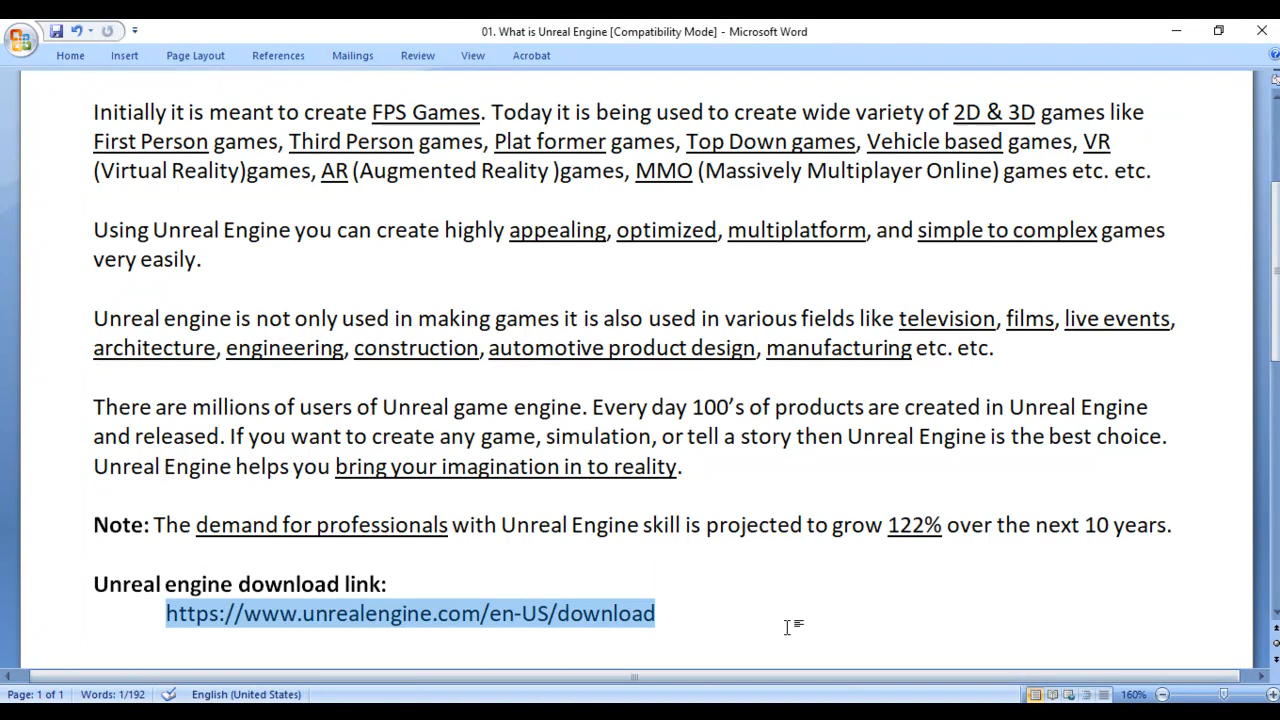 01. What is Unreal Engine [Compatibility Mode] - Microsoft Word
Home Insert Page Layout References Mailings Review View Acrobat
Initially it is meant to create FPS Games. Today it is being used to create wide variety of 2D & 3D games like
First Person games, Third Person games, Plat former games, Top Down games, Vehicle based games, VR
(Virtual Reality)games, AR (Augmented Reality )games, MMO (Massively Multiplayer Online) games etc. etc.
Using Unreal Engine you can create highly appealing, optimized, multiplatform, and simple to complex games
very easily.
Unreal engine is not only used in making games it is also used in various fields like television, films, live events,
architecture, engineering, construction, automotive product design, manufacturing etc. etc.
There are millions of users of Unreal game engine. Every day 100’s of products are created in Unreal Engine
and released. If you want to create any game, simulation, or tell a story then Unreal Engine is the best choice.
Unreal Engine helps you bring your imagination in to reality.
Note: The demand for professionals with Unreal Engine skill is projected to grow 122% over the next 10 years.
Unreal engine download link:
https://www.unrealengine.com/en-US/download
Page: 1 of 1 Words: 1/192 English (United States) 160%